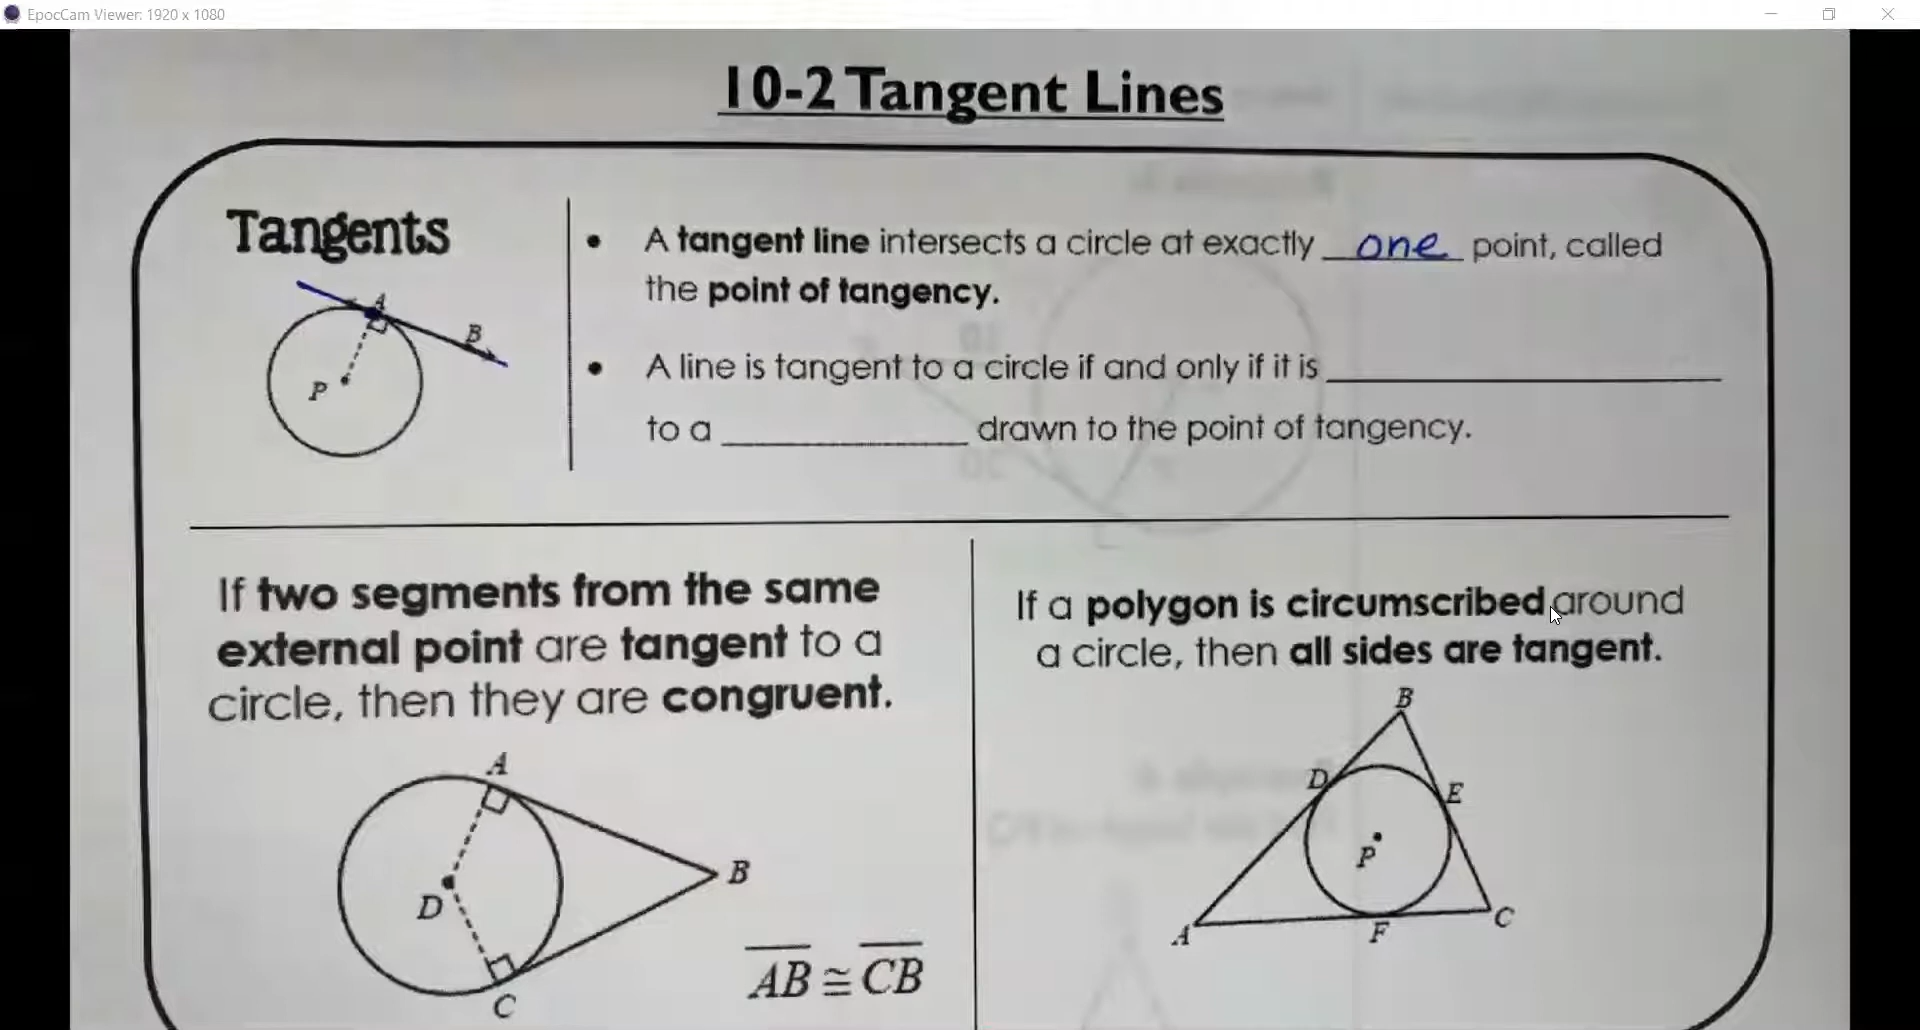 EpocCam Viewer: 1920 x 1080
10-2 Tangent Lines
Tangents
A
B
P
• A tangent line intersects a circle at exactly one point, called
the point of tangency.
• A line is tangent to a circle if and only if it is
to a drawn to the point of tangency.
If two segments from the same
external point are tangent to a
circle, then they are congruent.
A
B
D
C
AB ≅ CB
If a polygon is circumscribed around
a circle, then all sides are tangent.
B
D
E
P
A
F
C